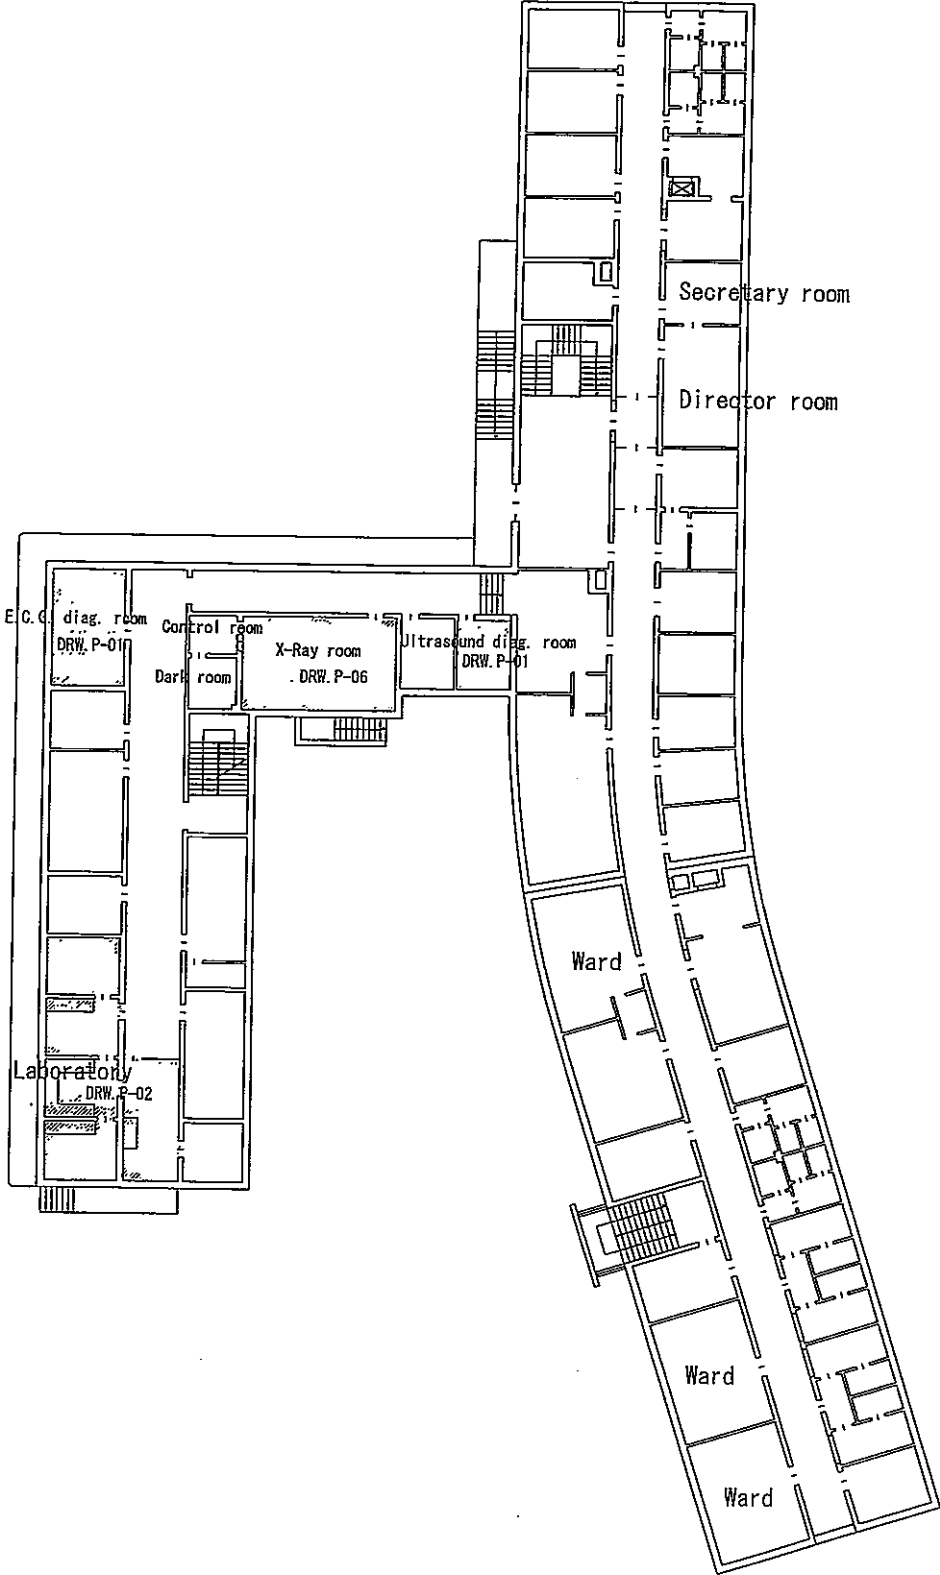 Secretary room
Director room
E.C.G. diag. room
DRW. P-01
Control room
Dark room
X-Ray room
. DRW. P-06
Ultrasound diag. room
DRW. P-01
Ward
Laboratory
DRW. P-02
Ward
Ward